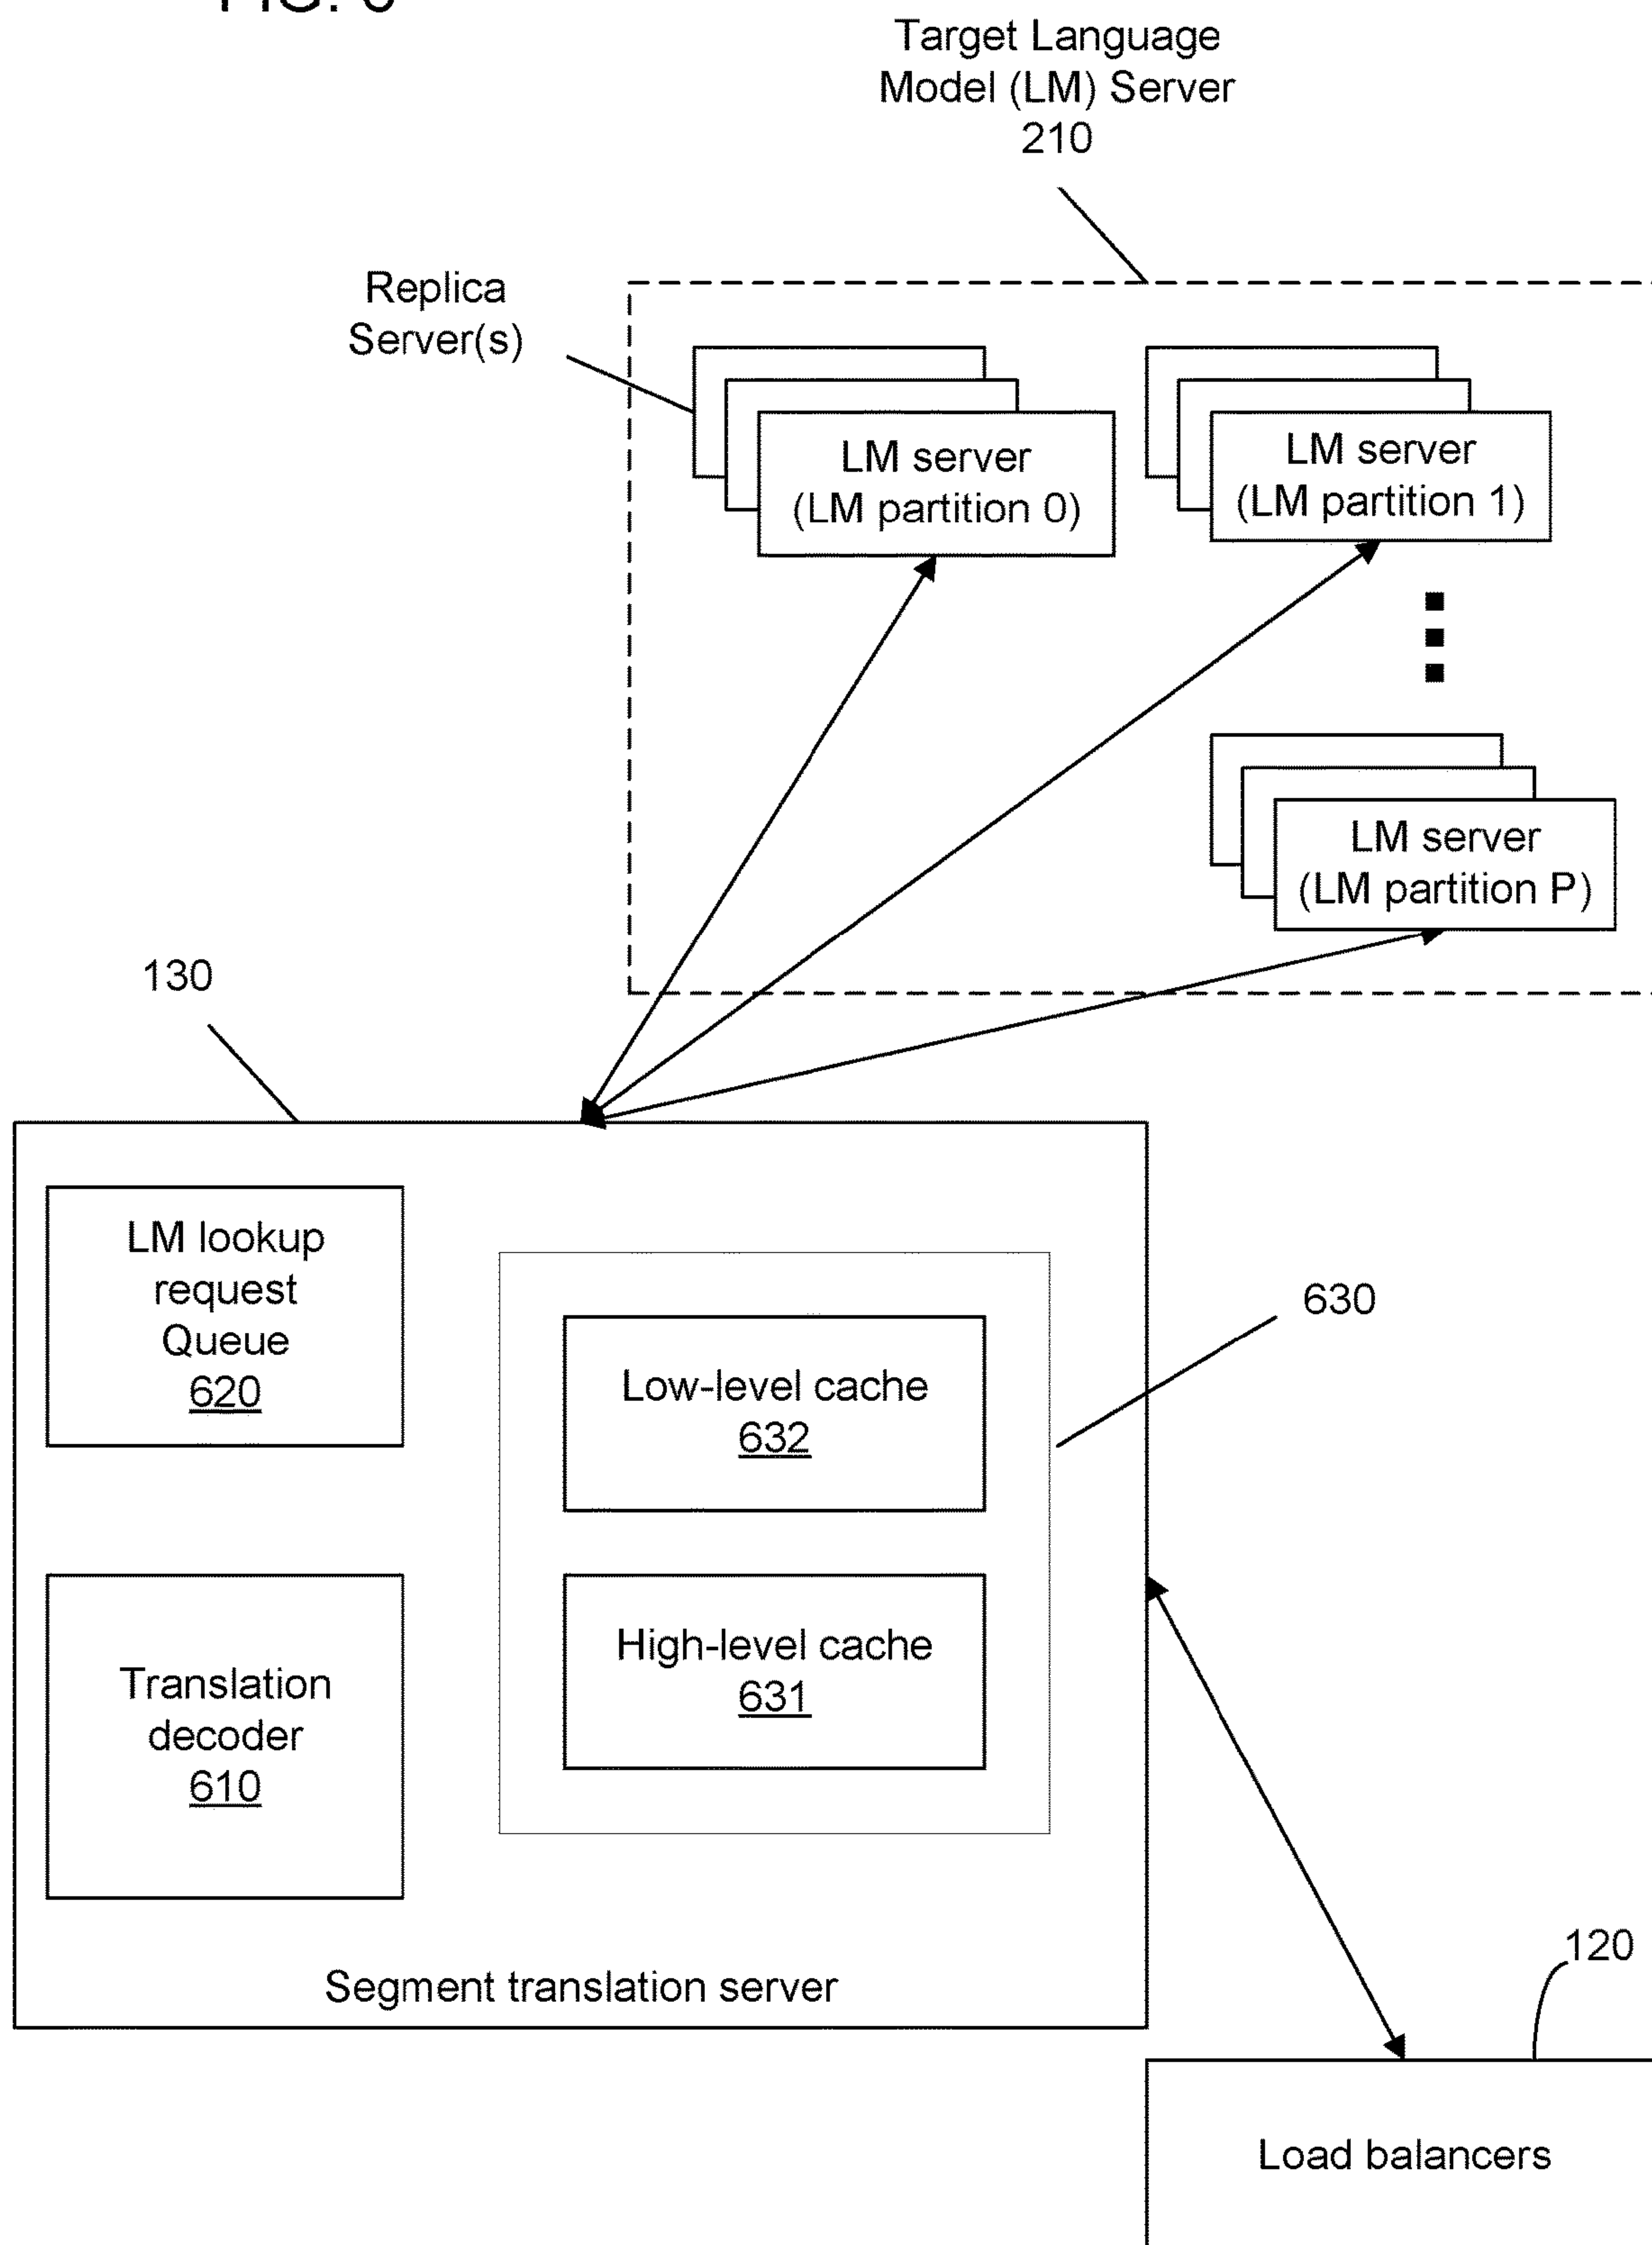 Target Language
Model (LM) Server
210
Replica
Server(s)
LM server
(LM partition 0)
LM server
(LM partition 1)
LM server
(LM partition P)
130
LM lookup
request
Queue
620
Low-level cache
632
630
High-level cache
631
Translation
decoder
610
Segment translation server
120
Load balancers